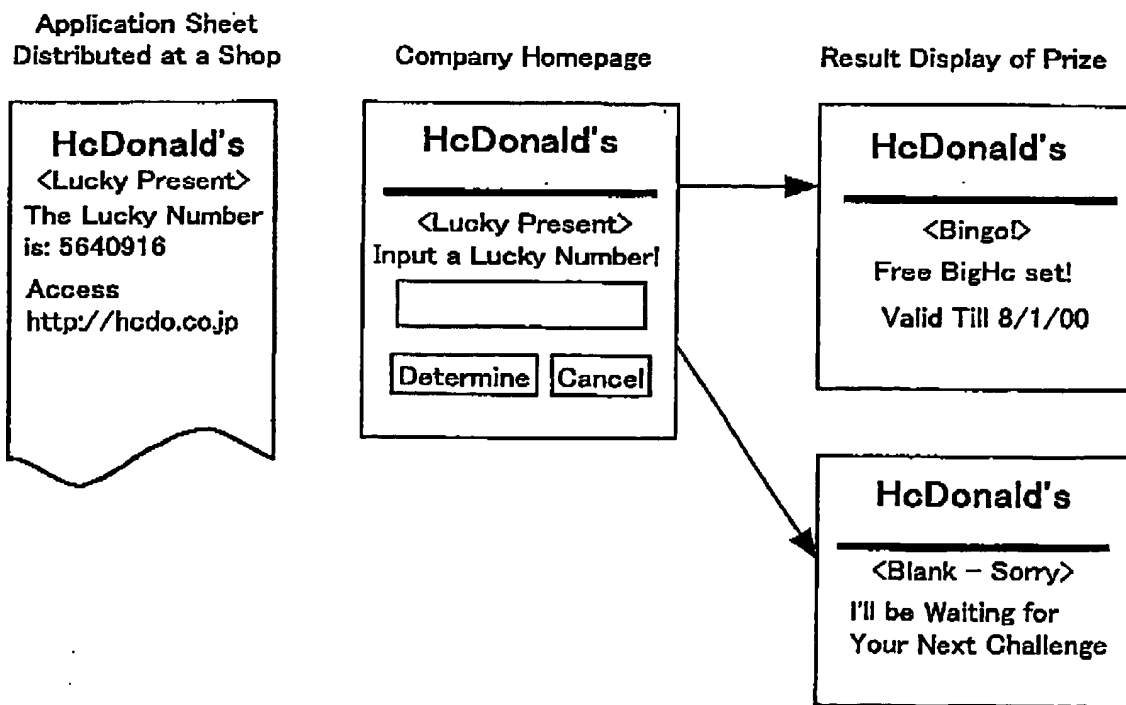 Application Sheet
Distributed at a Shop
HcDonald's
<Lucky Present>
The Lucky Number
is: 5640916
Access
http://hcdo.co.jp
Company Homepage
HcDonald's
<Lucky Present>
Input a Lucky Number!
Determine
Cancel
Result Display of Prize
HcDonald's
<Bingo!>
Free BigHc set!
Valid Till 8/1/00
HcDonald's
<Blank – Sorry>
I'll be Waiting for
Your Next Challenge